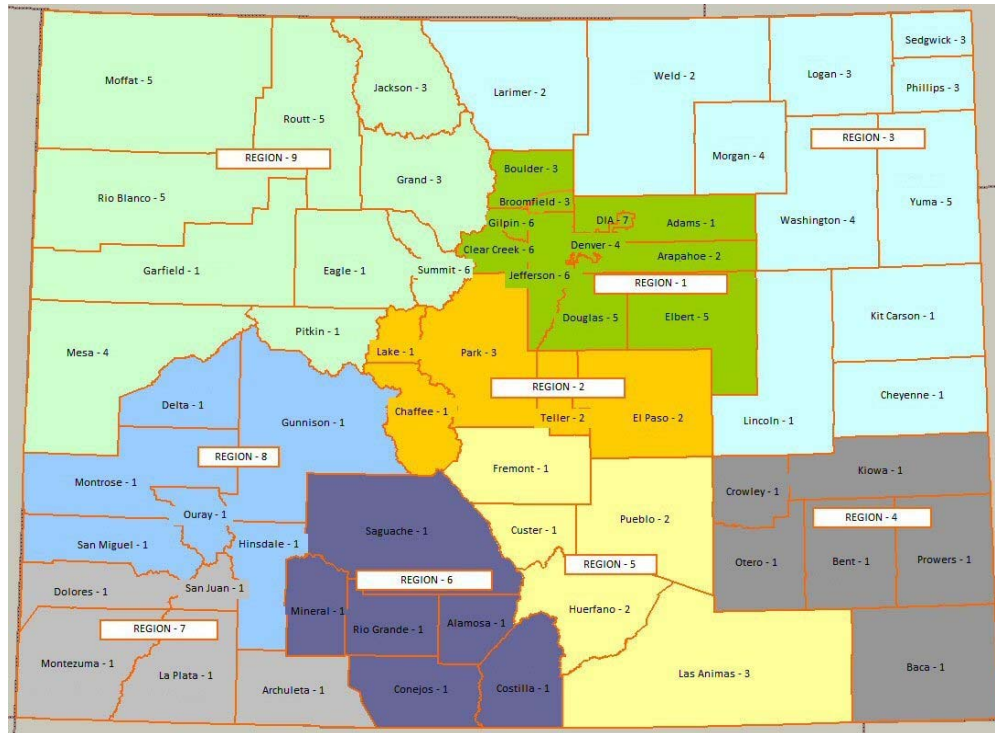 Sedgwick - 3
Moffat - 5
Weld - 2
Logan - 3
Jackson - 3
Larimer - 2
Phillips - 3
Routt - 5
REGION - 3
REGION - 9
Morgan - 4
Boulder - 3
Grand - 3
Rio Blanco - 5
Broomfield - 3
Yuma - 5
Gilpin - 6
DIA - 7
Adams - 1
Washington - 4
Clear Creek - 6
Denver - 4
Arapahoe - 2
Garfield - 1
Eagle - 1
Summit - 6
Jefferson - 6
REGION - 1
Kit Carson - 1
Douglas - 5
Elbert - 5
Pitkin - 1
Mesa - 4
Lake - 1
Park - 3
REGION - 2
Cheyenne - 1
Delta - 1
Gunnison - 1
Chaffee - 1
Teller - 2
El Paso - 2
Lincoln - 1
REGION - 8
Fremont - 1
Kiowa - 1
Montrose - 1
Crowley - 1
Ouray - 1
REGION - 4
Pueblo - 2
Saguache - 1
Custer - 1
San Miguel - 1
Hinsdale - 1
REGION - 5
Otero - 1
Bent - 1
Prowers - 1
REGION - 6
San Juan - 1
Dolores - 1
Mineral - 1
Huerfano - 2
Alamosa - 1
REGION - 7
Rio Grande - 1
Montezuma - 1
La Plata - 1
Las Animas - 3
Baca - 1
Archuleta - 1
Conejos - 1
Costilla - 1